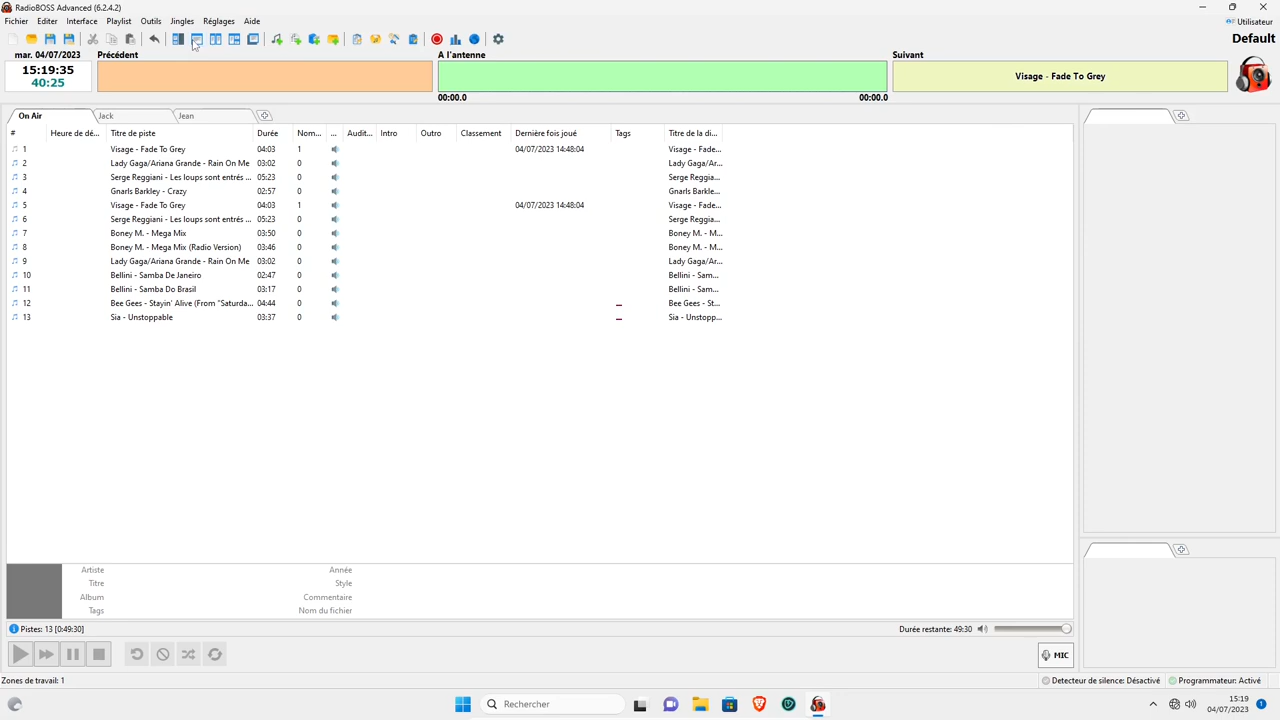 RadioBOSS Advanced (6.2.4.2)
Fichier Editer Interface Playlist Outils Jingles Réglages Aide
Utilisateur
Default
mar. 04/07/2023
15:19:35
40:25
Précédent
A l'antenne
00:00.0 00:00.0
Suivant
Visage - Fade To Grey
On Air Jack Jean
# Heure de dé... Titre de piste Durée Nom... ... Audit... Intro Outro Classement Dernière fois joué Tags Titre de la di...
1 Visage - Fade To Grey 04:03 1 04/07/2023 14:48:04 Visage - Fade...
2 Lady Gaga/Ariana Grande - Rain On Me 03:02 0 Lady Gaga/Ar...
3 Serge Reggiani - Les loups sont entrés ... 05:23 0 Serge Reggia...
4 Gnarls Barkley - Crazy 02:57 0 Gnarls Barkle...
5 Visage - Fade To Grey 04:03 1 04/07/2023 14:48:04 Visage - Fade...
6 Serge Reggiani - Les loups sont entrés ... 05:23 0 Serge Reggia...
7 Boney M. - Mega Mix 03:50 0 Boney M. - M...
8 Boney M. - Mega Mix (Radio Version) 03:46 0 Boney M. - M...
9 Lady Gaga/Ariana Grande - Rain On Me 03:02 0 Lady Gaga/Ar...
10 Bellini - Samba De Janeiro 02:47 0 Bellini - Sam...
11 Bellini - Samba Do Brasil 03:17 0 Bellini - Sam...
12 Bee Gees - Stayin' Alive (From "Saturda... 04:44 0 Bee Gees - St...
13 Sia - Unstoppable 03:37 0 Sia - Unstopp...
Artiste Année
Titre Style
Album Commentaire
Tags Nom du fichier
Pistes: 13 [0:49:30] Durée restante: 49:30
MIC
Zones de travail: 1 Detecteur de silence: Désactivé Programmateur: Activé
Rechercher
15:19
04/07/2023
1